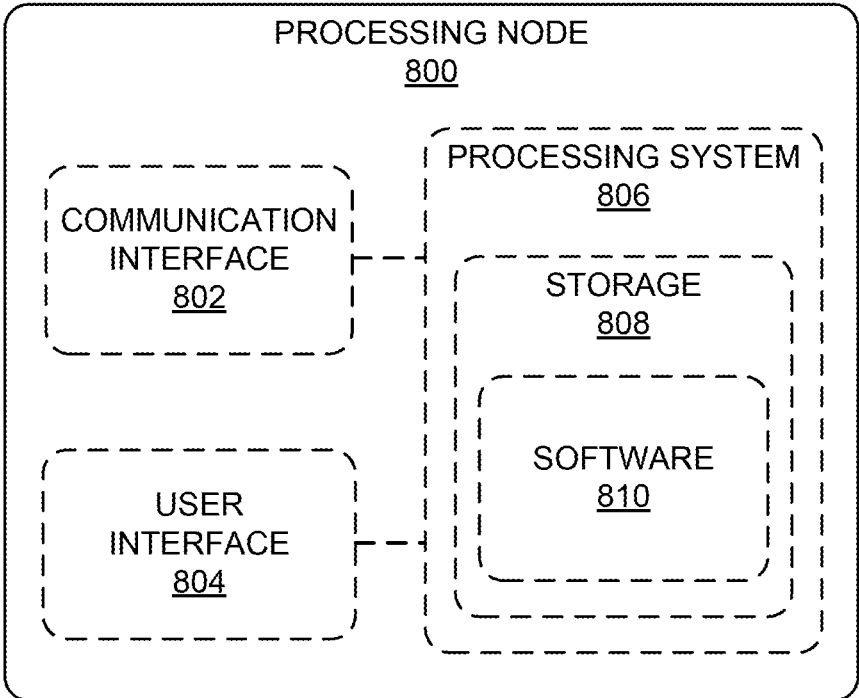 PROCESSING NODE
800
COMMUNICATION
INTERFACE
802
USER
INTERFACE
804
PROCESSING SYSTEM
806
STORAGE
808
SOFTWARE
810